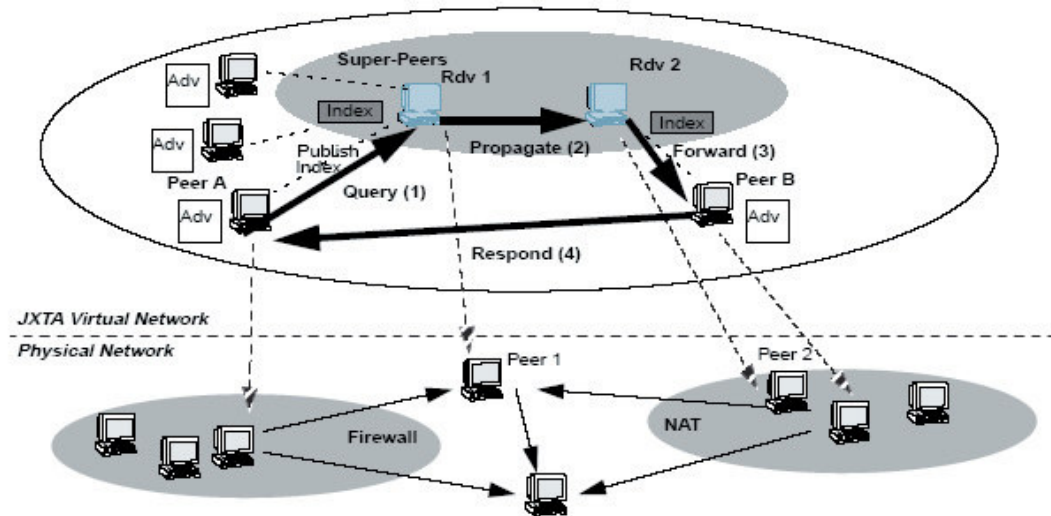 Super-Peers
Rdv 1
Rdv 2
Adv
Index
Index
Adv
Publish
Index
Propagate (2)
Forward (3)
Peer A
Query (1)
Peer B
Adv
Adv
Respond (4)
JXTA Virtual Network
Physical Network
Peer 1
Peer 2
Firewall
NAT